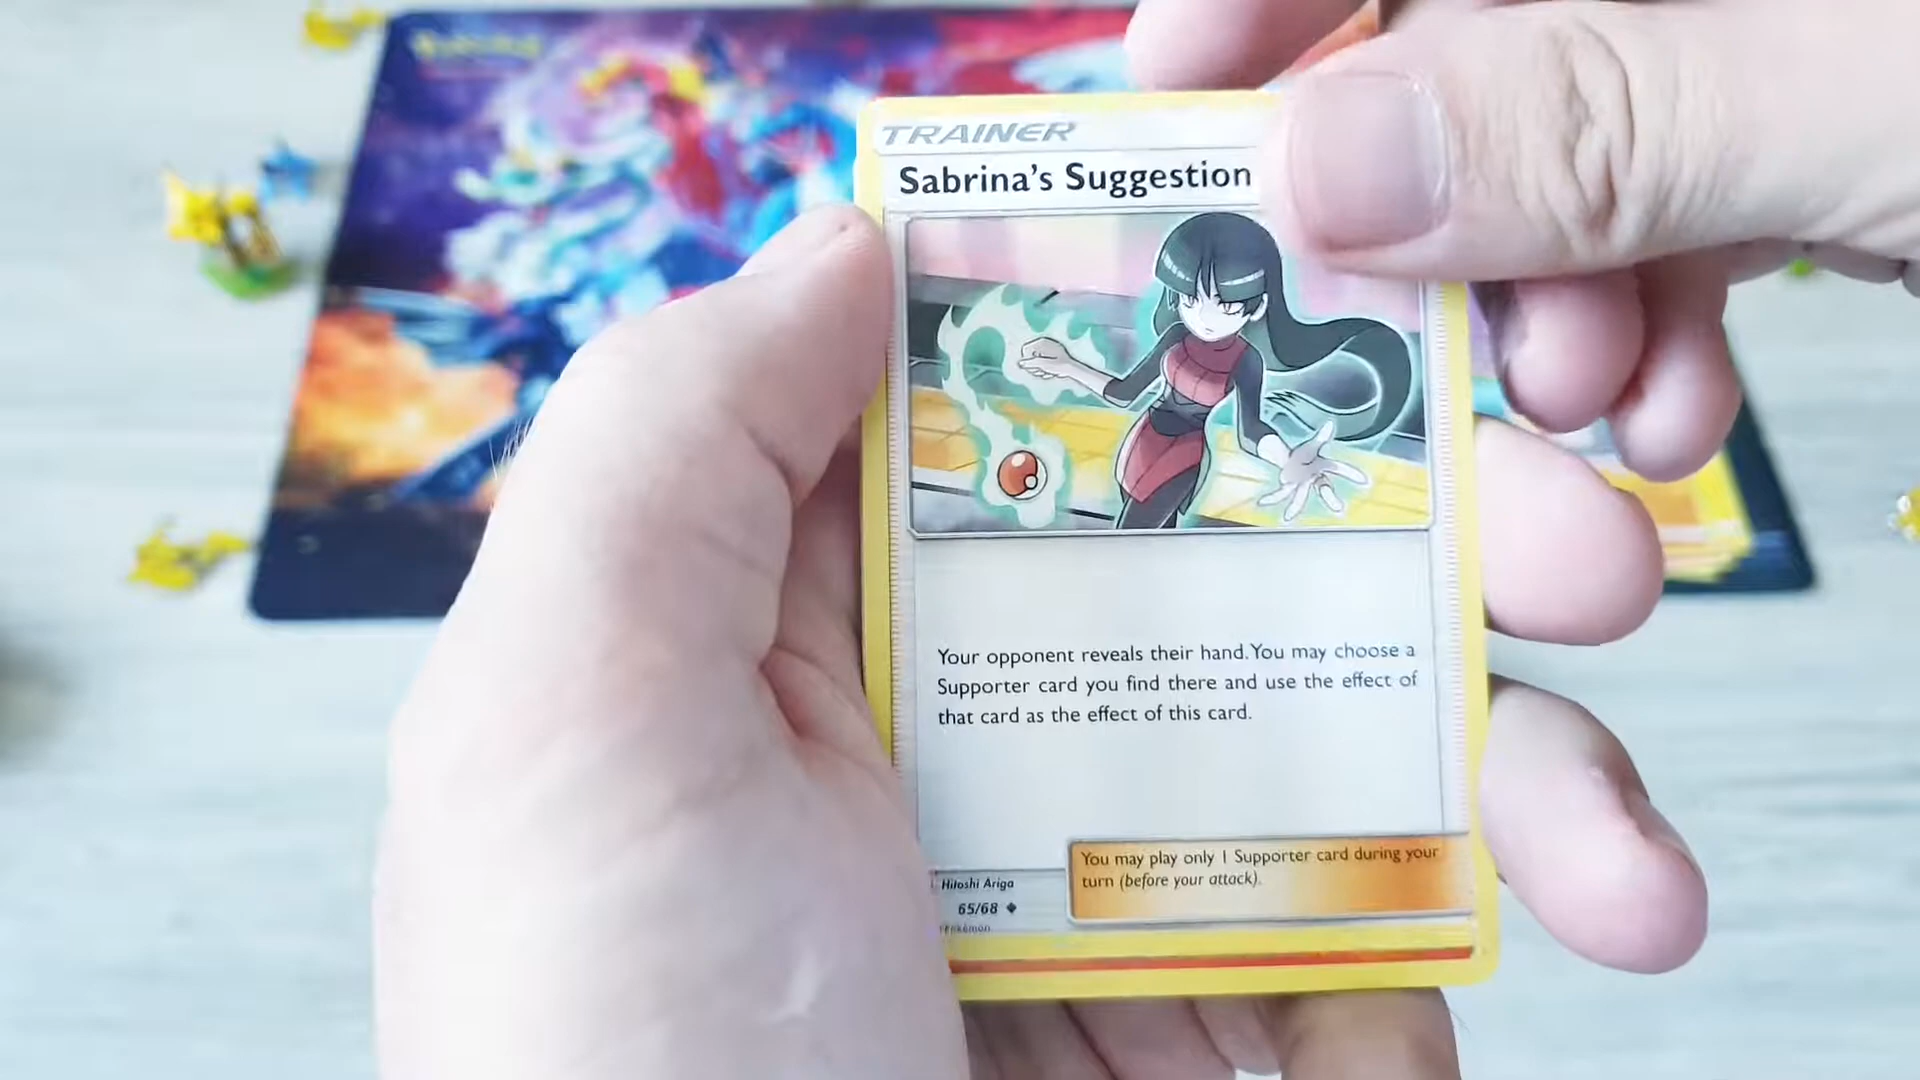 TRAINER
Sabrina's Suggestion
Your opponent reveals their hand. You may choose a
Supporter card you find there and use the effect of
that card as the effect of this card.
You may play only 1 Supporter card during your
turn (before your attack).
Hitoshi Ariga
65/68
Pokémon